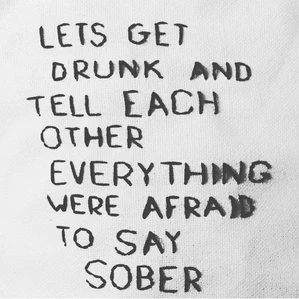 LETS GET
DRUNK AND
TELL EACH
OTHER
EVERYTHING
WERE AFRAID
TO SAY
SOBER